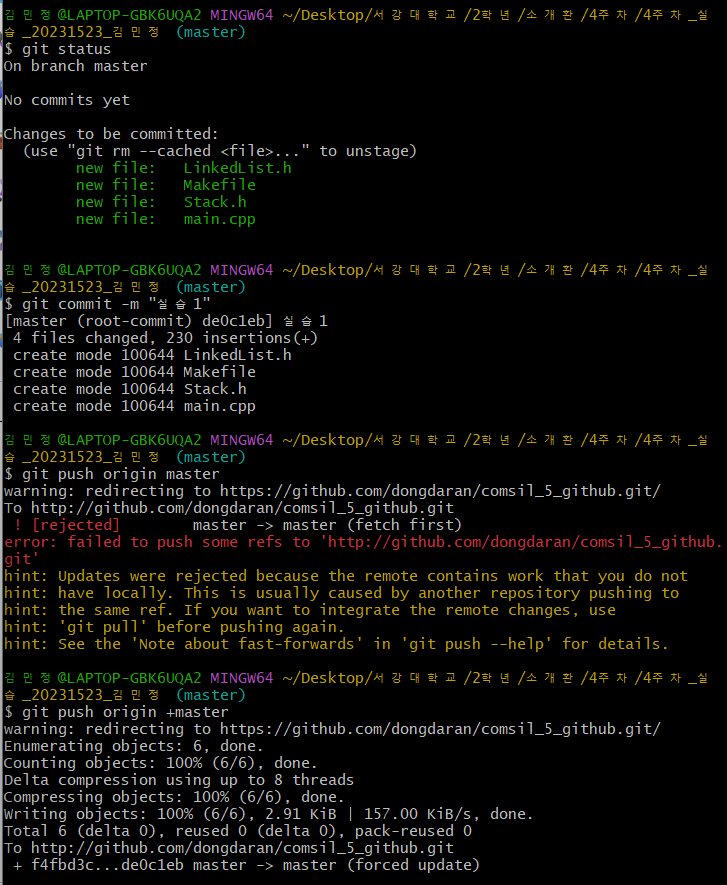 김민정@LAPTOP-GBK6UQA2 MINGW64 ~/Desktop/서강대학교/2학년/소개환/4주차/4주차_실
습_20231523_김민정 (master)
$ git status
On branch master

No commits yet

Changes to be committed:
  (use "git rm --cached <file>..." to unstage)
        new file:   LinkedList.h
        new file:   Makefile
        new file:   Stack.h
        new file:   main.cpp

김민정@LAPTOP-GBK6UQA2 MINGW64 ~/Desktop/서강대학교/2학년/소개환/4주차/4주차_실
습_20231523_김민정 (master)
$ git commit -m "실습1"
[master (root-commit) de0c1eb] 실습1
 4 files changed, 230 insertions(+)
 create mode 100644 LinkedList.h
 create mode 100644 Makefile
 create mode 100644 Stack.h
 create mode 100644 main.cpp

김민정@LAPTOP-GBK6UQA2 MINGW64 ~/Desktop/서강대학교/2학년/소개환/4주차/4주차_실
습_20231523_김민정 (master)
$ git push origin master
warning: redirecting to https://github.com/dongdaran/comsil_5_github.git/
To http://github.com/dongdaran/comsil_5_github.git
 ! [rejected]        master -> master (fetch first)
error: failed to push some refs to 'http://github.com/dongdaran/comsil_5_github.
git'
hint: Updates were rejected because the remote contains work that you do not
hint: have locally. This is usually caused by another repository pushing to
hint: the same ref. If you want to integrate the remote changes, use
hint: 'git pull' before pushing again.
hint: See the 'Note about fast-forwards' in 'git push --help' for details.

김민정@LAPTOP-GBK6UQA2 MINGW64 ~/Desktop/서강대학교/2학년/소개환/4주차/4주차_실
습_20231523_김민정 (master)
$ git push origin +master
warning: redirecting to https://github.com/dongdaran/comsil_5_github.git/
Enumerating objects: 6, done.
Counting objects: 100% (6/6), done.
Delta compression using up to 8 threads
Compressing objects: 100% (6/6), done.
Writing objects: 100% (6/6), 2.91 KiB | 157.00 KiB/s, done.
Total 6 (delta 0), reused 0 (delta 0), pack-reused 0
To http://github.com/dongdaran/comsil_5_github.git
 + f4fbd3c...de0c1eb master -> master (forced update)